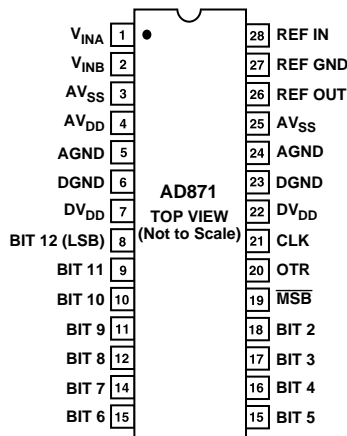 VINA 1
VINB 2
AVSS 3
AVDD 4
AGND 5
DGND 6
DVDD 7
BIT 12 (LSB) 8
BIT 11 9
BIT 10 10
BIT 9 11
BIT 8 12
BIT 7 14
BIT 6 15
AD871
TOP VIEW
(Not to Scale)
28 REF IN
27 REF GND
26 REF OUT
25 AVSS
24 AGND
23 DGND
22 DVDD
21 CLK
20 OTR
19 MSB
18 BIT 2
17 BIT 3
16 BIT 4
15 BIT 5